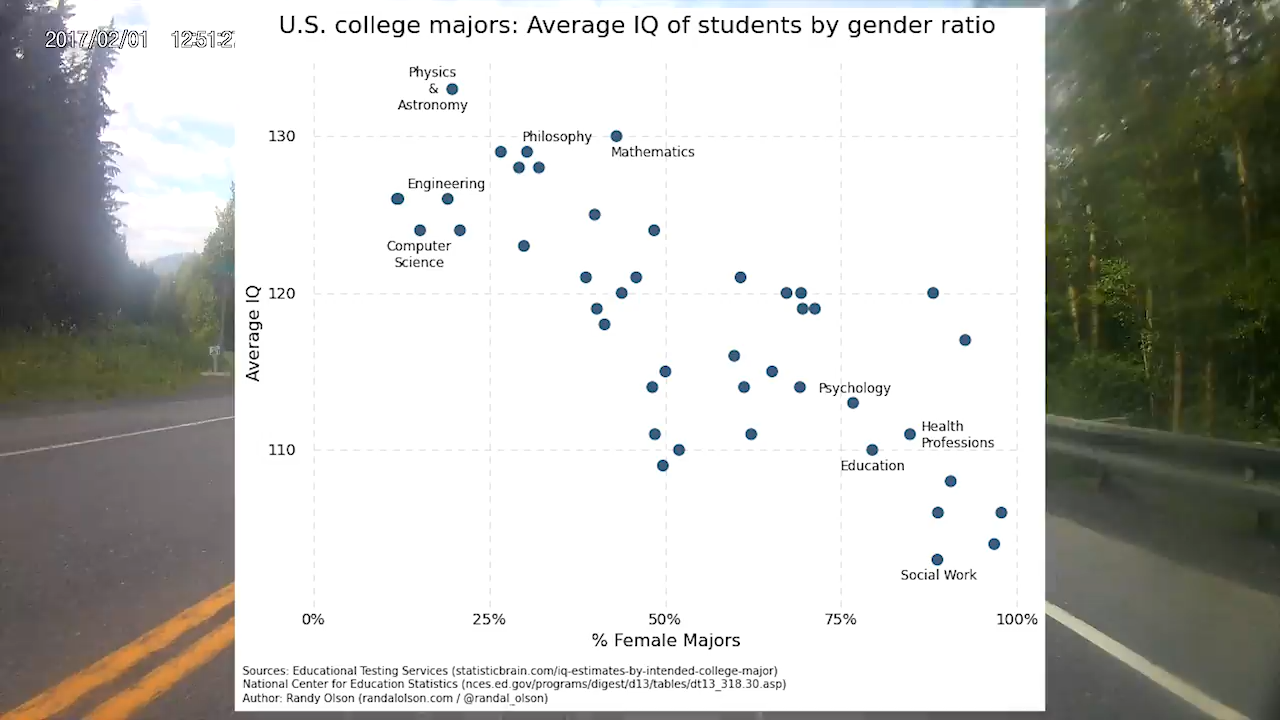 2017/02/01 12:51:2
U.S. college majors: Average IQ of students by gender ratio
Physics
&
Astronomy
130
Philosophy
Mathematics
Engineering
Computer
Science
120
Average IQ
Psychology
110
Health
Professions
Education
Social Work
0%
25%
50%
75%
100%
% Female Majors
Sources: Educational Testing Services (statisticbrain.com/iq-estimates-by-intended-college-major)
National Center for Education Statistics (nces.ed.gov/programs/digest/d13/tables/dt13_318.30.asp)
Author: Randy Olson (randalolson.com / @randal_olson)